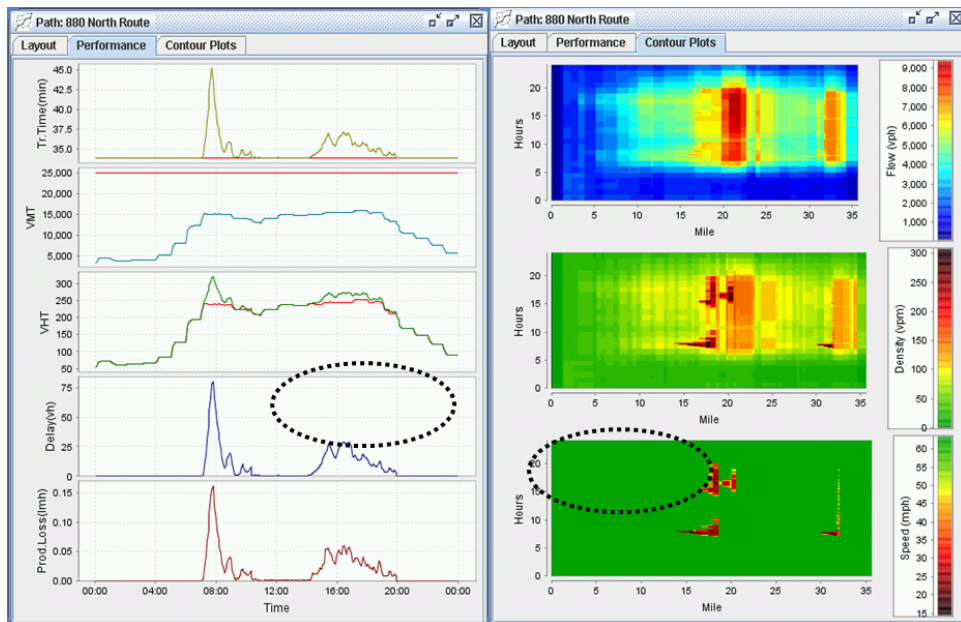 Path: 880 North Route
Layout Performance Contour Plots
Tr.Time(min)
45.0
42.5
40.0
37.5
35.0
VMT
25,000
20,000
15,000
10,000
5,000
VHT
300
250
200
150
100
50
Delay(vh)
75
50
25
0
Prod.Loss(lmh)
0.15
0.10
0.05
0.00
00:00 04:00 08:00 12:00 16:00 20:00 00:00
Time
Path: 880 North Route
Layout Performance Contour Plots
Hours
20
15
10
5
0
0 5 10 15 20 25 30 35
Mile
Flow (vph)
9,000
8,000
7,000
6,000
5,000
4,000
3,000
2,000
1,000
Hours
20
15
10
5
0
0 5 10 15 20 25 30 35
Mile
Density (vpm)
300
250
200
150
100
50
0
Hours
20
15
10
5
0
0 5 10 15 20 25 30 35
Mile
Speed (mph)
60
55
50
45
40
35
30
25
20
15